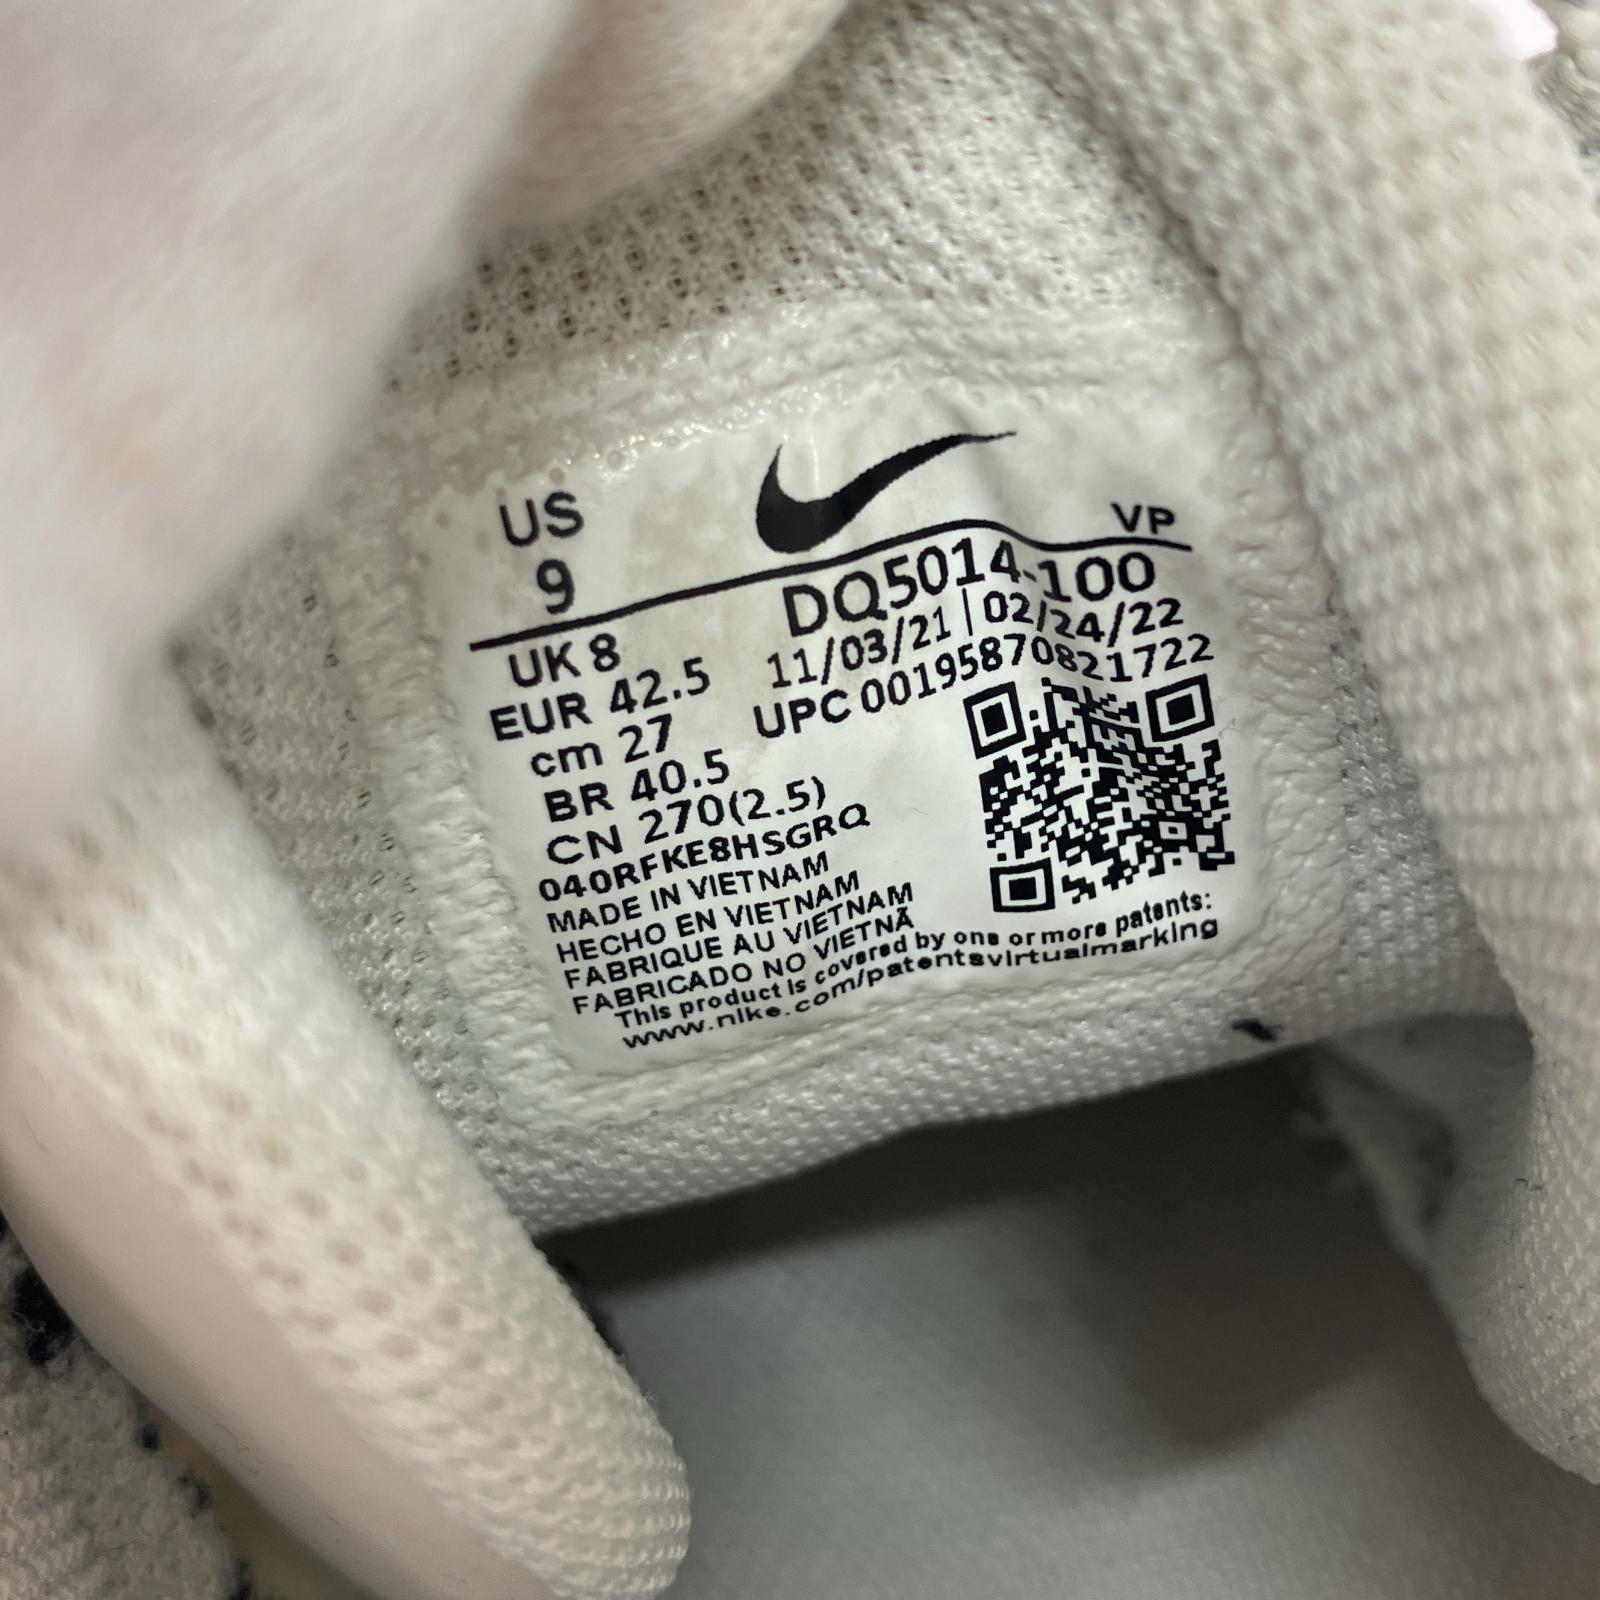 US
9
VP
DQ5014-100
11/03/21 | 02/24/22
UPC 00195870821722
UK 8
EUR 42.5
cm 27
BR 40.5
CN 270(2.5)
040RFKE8HSGRQ
MADE IN VIETNAM
HECHO EN VIETNAM
FABRIQUE AU VIETNAM
FABRICADO NO VIETNÃ
This product is covered by one or more patents:
www.nike.com/patentsvirtualmarking